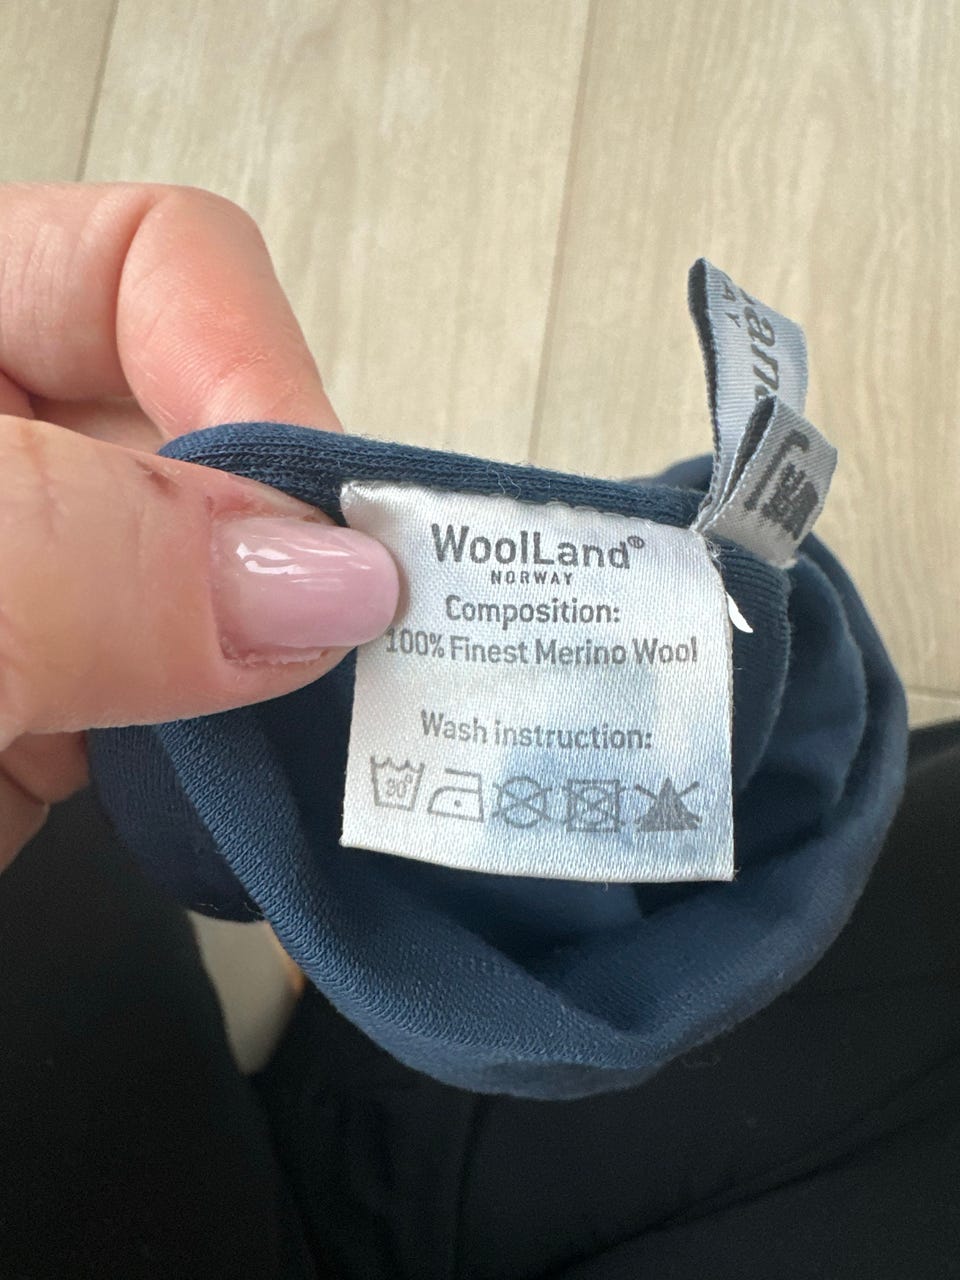 WoolLand®
NORWAY
Composition:
100% Finest Merino Wool
Wash instruction:
30°